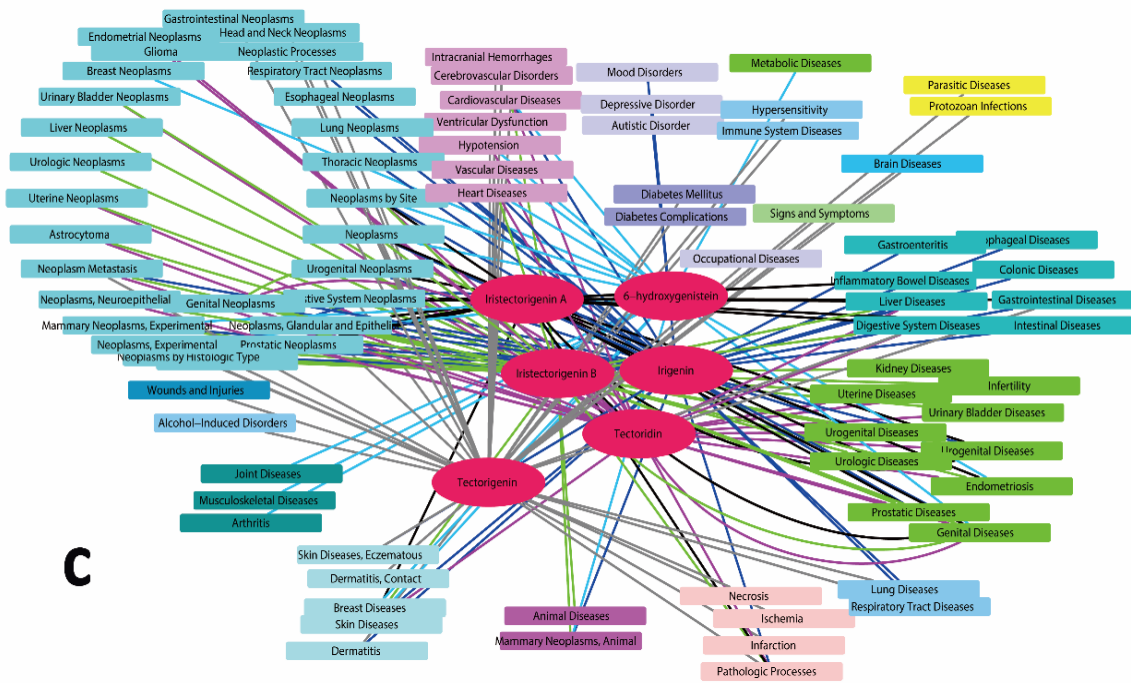 Gastrointestinal Neoplasms
Endometrial Neoplasms
Head and Neck Neoplasms
Glioma
Neoplastic Processes
Breast Neoplasms
Respiratory Tract Neoplasms
Urinary Bladder Neoplasms
Esophageal Neoplasms
Liver Neoplasms
Lung Neoplasms
Urologic Neoplasms
Thoracic Neoplasms
Uterine Neoplasms
Neoplasms by Site
Astrocytoma
Neoplasms
Neoplasm Metastasis
Urogenital Neoplasms
Neoplasms, Neuroepithelial
Genital Neoplasms
stive System Neoplasms
Mammary Neoplasms, Experimental
Neoplasms, Glandular and Epithelia
Neoplasms, Experimental
Prostatic Neoplasms
Neoplasms by Histologic Type
Intracranial Hemorrhages
Cerebrovascular Disorders
Cardiovascular Diseases
Ventricular Dysfunction
Hypotension
Vascular Diseases
Heart Diseases
Mood Disorders
Depressive Disorder
Autistic Disorder
Metabolic Diseases
Hypersensitivity
Immune System Diseases
Parasitic Diseases
Protozoan Infections
Brain Diseases
Diabetes Mellitus
Diabetes Complications
Signs and Symptoms
Occupational Diseases
Gastroenteritis
phageal Diseases
Colonic Diseases
Inflammatory Bowel Diseases
Liver Diseases
Gastrointestinal Diseases
Digestive System Diseases
Intestinal Diseases
Iristectorigenin A
6-hydroxygenistein
Iristectorigenin B
Irigenin
Tectoridin
Tectorigenin
Kidney Diseases
Infertility
Uterine Diseases
Urinary Bladder Diseases
Urogenital Diseases
Urogenital Diseases
Urologic Diseases
Endometriosis
Prostatic Diseases
Genital Diseases
Wounds and Injuries
Alcohol-Induced Disorders
Joint Diseases
Musculoskeletal Diseases
Arthritis
C
Skin Diseases, Eczematous
Dermatitis, Contact
Breast Diseases
Skin Diseases
Dermatitis
Animal Diseases
Mammary Neoplasms, Animal
Necrosis
Ischemia
Infarction
Pathologic Processes
Lung Diseases
Respiratory Tract Diseases